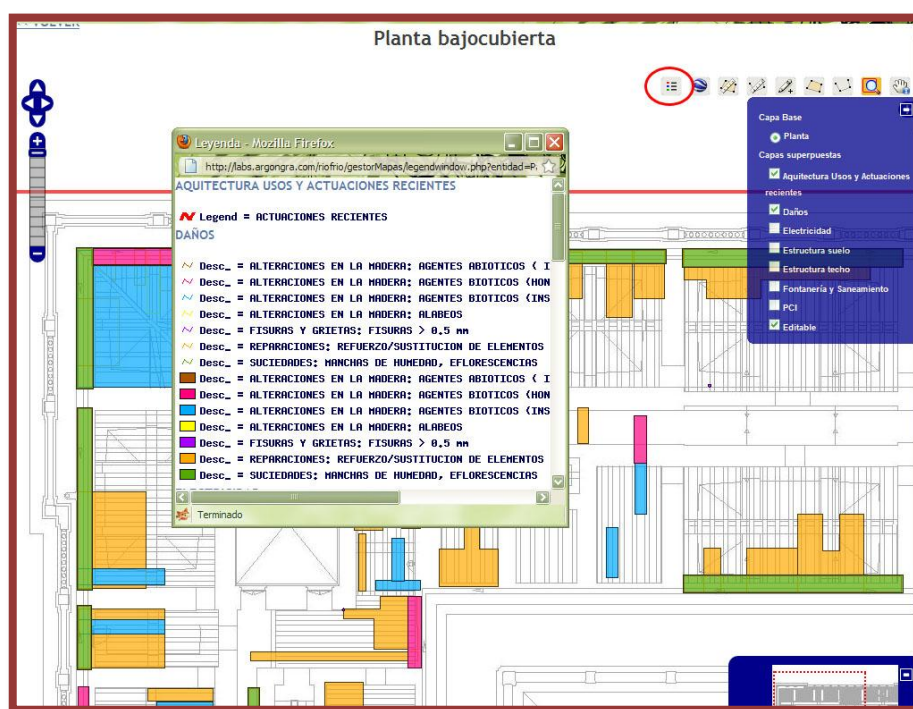 VOLVER
Planta bajocubierta
Leyenda - Mozilla Firefox
http://labs.argongra.com/riofrio/gestorMapas/legendwindow.php?entidad=P
AQUITECTURA USOS Y ACTUACIONES RECIENTES
Legend = ACTUACIONES RECIENTES
DAÑOS
Desc_ = ALTERACIONES EN LA MADERA: AGENTES ABIOTICOS ( I
Desc_ = ALTERACIONES EN LA MADERA: AGENTES BIOTICOS (HON
Desc_ = ALTERACIONES EN LA MADERA: AGENTES BIOTICOS (INS
Desc_ = ALTERACIONES EN LA MADERA: ALABEOS
Desc_ = FISURAS Y GRIETAS: FISURAS > 0,5 mm
Desc_ = REPARACIONES: REFUERZO/SUSTITUCION DE ELEMENTOS
Desc_ = SUCIEDADES: MANCHAS DE HUMEDAD, EFLORESCENCIAS
Desc_ = ALTERACIONES EN LA MADERA: AGENTES ABIOTICOS ( I
Desc_ = ALTERACIONES EN LA MADERA: AGENTES BIOTICOS (HON
Desc_ = ALTERACIONES EN LA MADERA: AGENTES BIOTICOS (INS
Desc_ = ALTERACIONES EN LA MADERA: ALABEOS
Desc_ = FISURAS Y GRIETAS: FISURAS > 0,5 mm
Desc_ = REPARACIONES: REFUERZO/SUSTITUCION DE ELEMENTOS
Desc_ = SUCIEDADES: MANCHAS DE HUMEDAD, EFLORESCENCIAS
Terminado
Capa Base
Planta
Capas superpuestas
Aquitectura Usos y Actuaciones
recientes
Daños
Electricidad
Estructura suelo
Estructura techo
Fontanería y Saneamiento
PCI
Editable